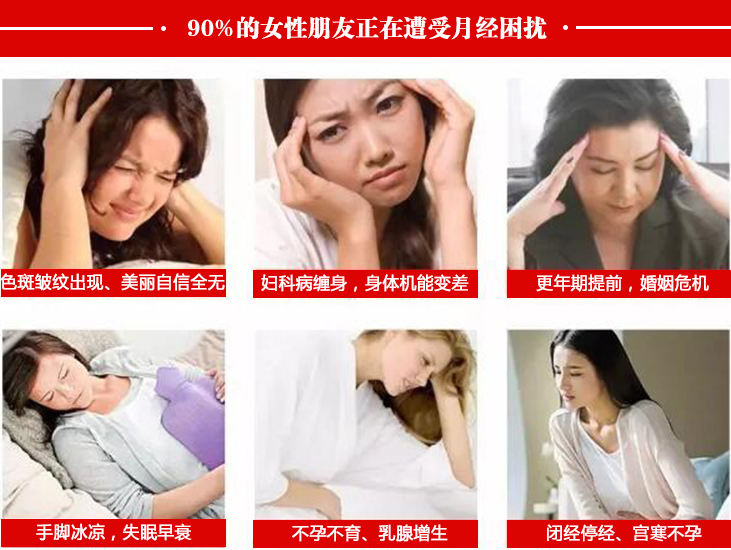 90%的女性朋友正在遭受月经困扰
色斑皱纹出现、美丽自信全无
妇科病缠身，身体机能变差
更年期提前，婚姻危机
手脚冰凉，失眠早衰
不孕不育、乳腺增生
闭经停经、宫寒不孕